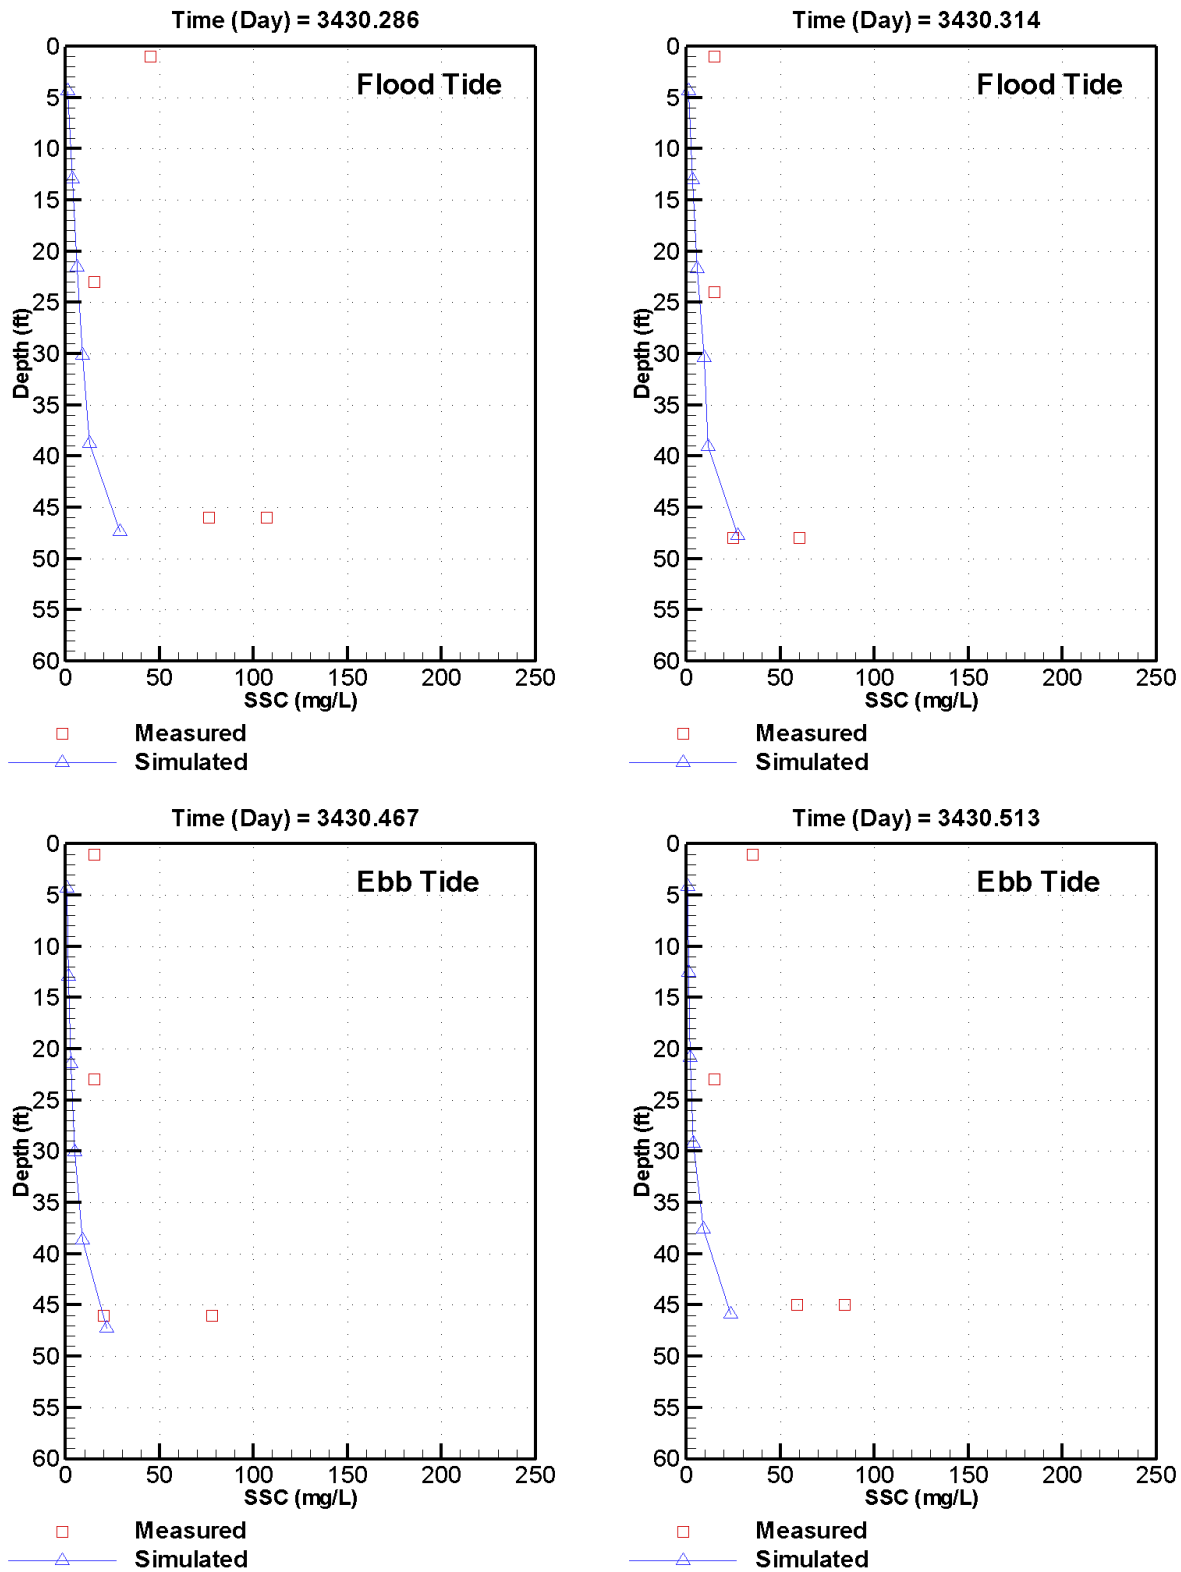 Time (Day) = 3430.286
Flood Tide
0
5
10
15
20
25
30
35
40
45
50
55
60
Depth (ft)
0 50 100 150 200 250
SSC (mg/L)
Measured
Simulated
Time (Day) = 3430.314
Flood Tide
0
5
10
15
20
25
30
35
40
45
50
55
60
Depth (ft)
0 50 100 150 200 250
SSC (mg/L)
Measured
Simulated
Time (Day) = 3430.467
Ebb Tide
0
5
10
15
20
25
30
35
40
45
50
55
60
Depth (ft)
0 50 100 150 200 250
SSC (mg/L)
Measured
Simulated
Time (Day) = 3430.513
Ebb Tide
0
5
10
15
20
25
30
35
40
45
50
55
60
Depth (ft)
0 50 100 150 200 250
SSC (mg/L)
Measured
Simulated